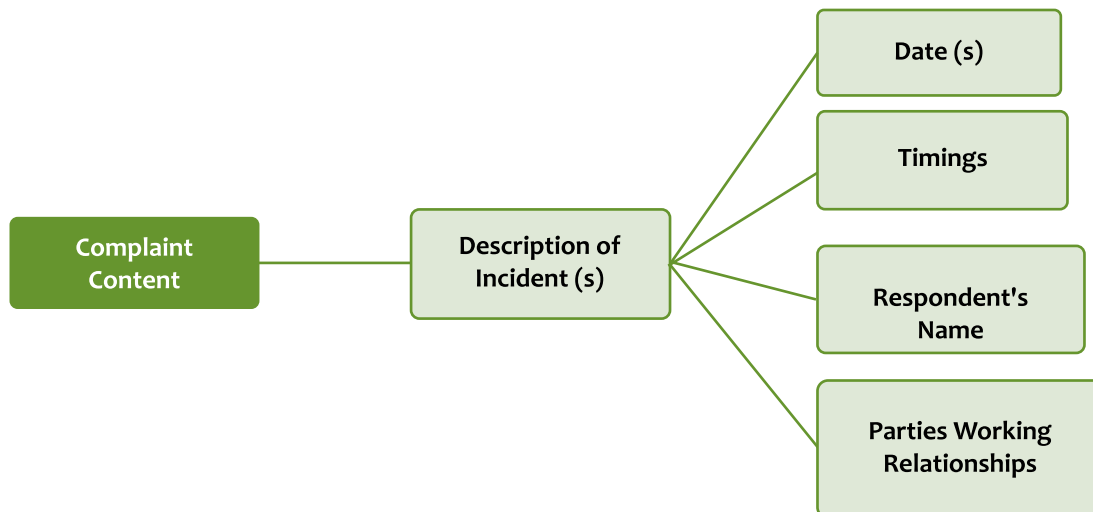 Complaint
Content
Description of
Incident (s)
Date (s)
Timings
Respondent's
Name
Parties Working
Relationships